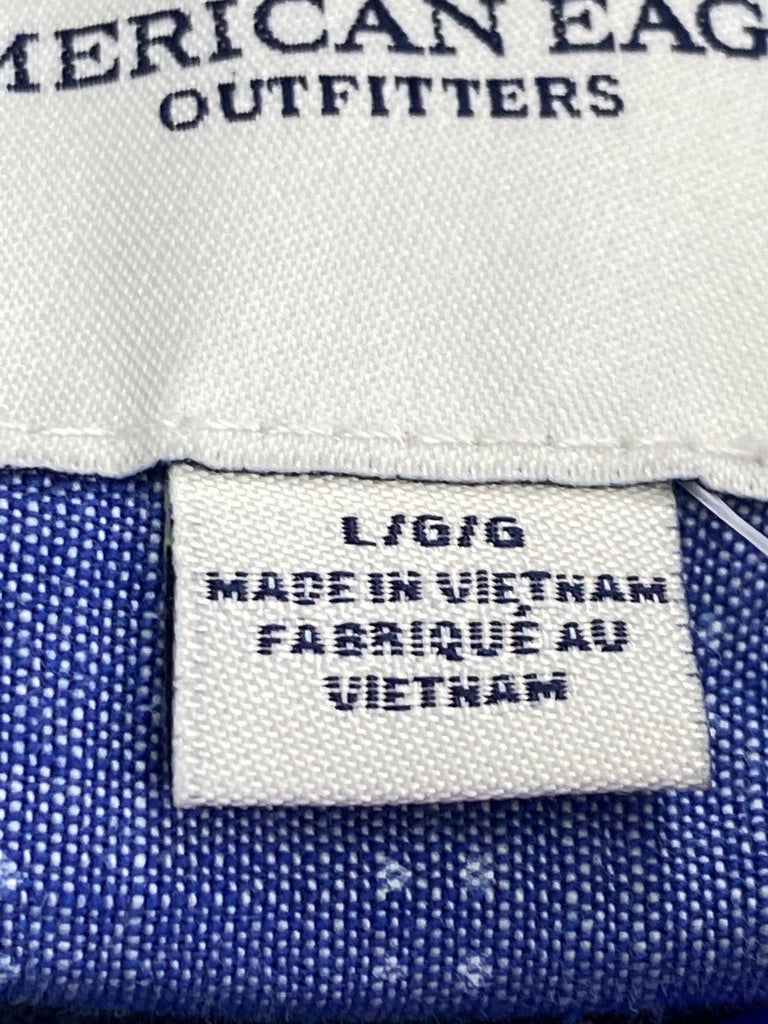 MERICAN EAG
OUTFITTERS
L/G/G
MADE IN VIETNAM
FABRIQUÉ AU
VIETNAM